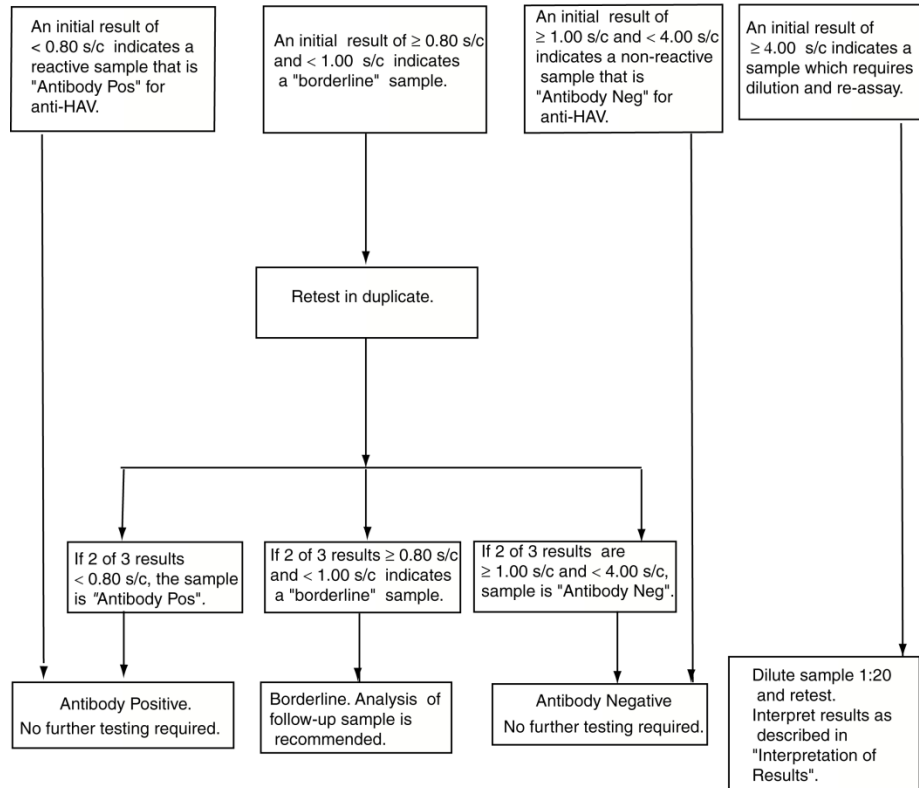 An initial result of
< 0.80 s/c indicates a
reactive sample that is
"Antibody Pos" for
anti-HAV.
An initial result of ≥ 0.80 s/c
and < 1.00 s/c indicates
a "borderline" sample.
An initial result of
≥ 1.00 s/c and < 4.00 s/c
indicates a non-reactive
sample that is
"Antibody Neg" for
anti-HAV.
An initial result of
≥ 4.00 s/c indicates a
sample which requires
dilution and re-assay.
Retest in duplicate.
If 2 of 3 results
< 0.80 s/c, the sample
is "Antibody Pos".
If 2 of 3 results ≥ 0.80 s/c
and < 1.00 s/c indicates
a "borderline" sample.
If 2 of 3 results are
≥ 1.00 s/c and < 4.00 s/c,
sample is "Antibody Neg".
Antibody Positive.
No further testing required.
Borderline. Analysis of
follow-up sample is
recommended.
Antibody Negative
No further testing required.
Dilute sample 1:20
and retest.
Interpret results as
described in
"Interpretation of
Results".